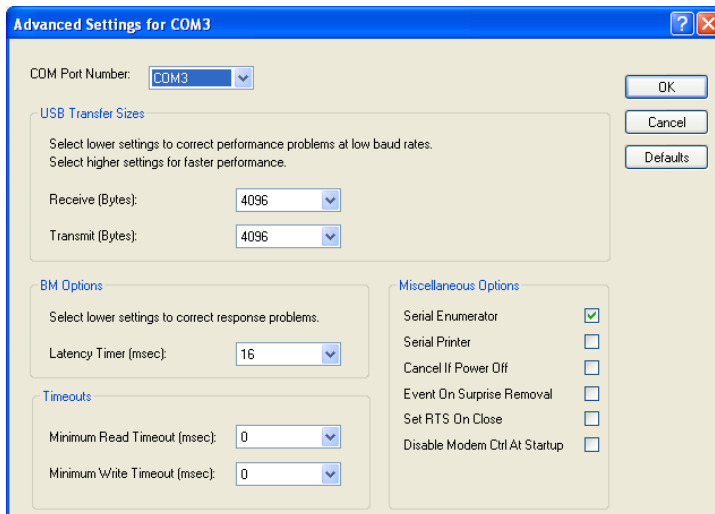 Advanced Settings for COM3
?
X
COM Port Number: COM3
OK
Cancel
Defaults
USB Transfer Sizes
Select lower settings to correct performance problems at low baud rates.
Select higher settings for faster performance.
Receive (Bytes): 4096
Transmit (Bytes): 4096
BM Options
Select lower settings to correct response problems.
Latency Timer (msec): 16
Timeouts
Minimum Read Timeout (msec): 0
Minimum Write Timeout (msec): 0
Miscellaneous Options
Serial Enumerator
Serial Printer
Cancel If Power Off
Event On Surprise Removal
Set RTS On Close
Disable Modem Ctrl At Startup